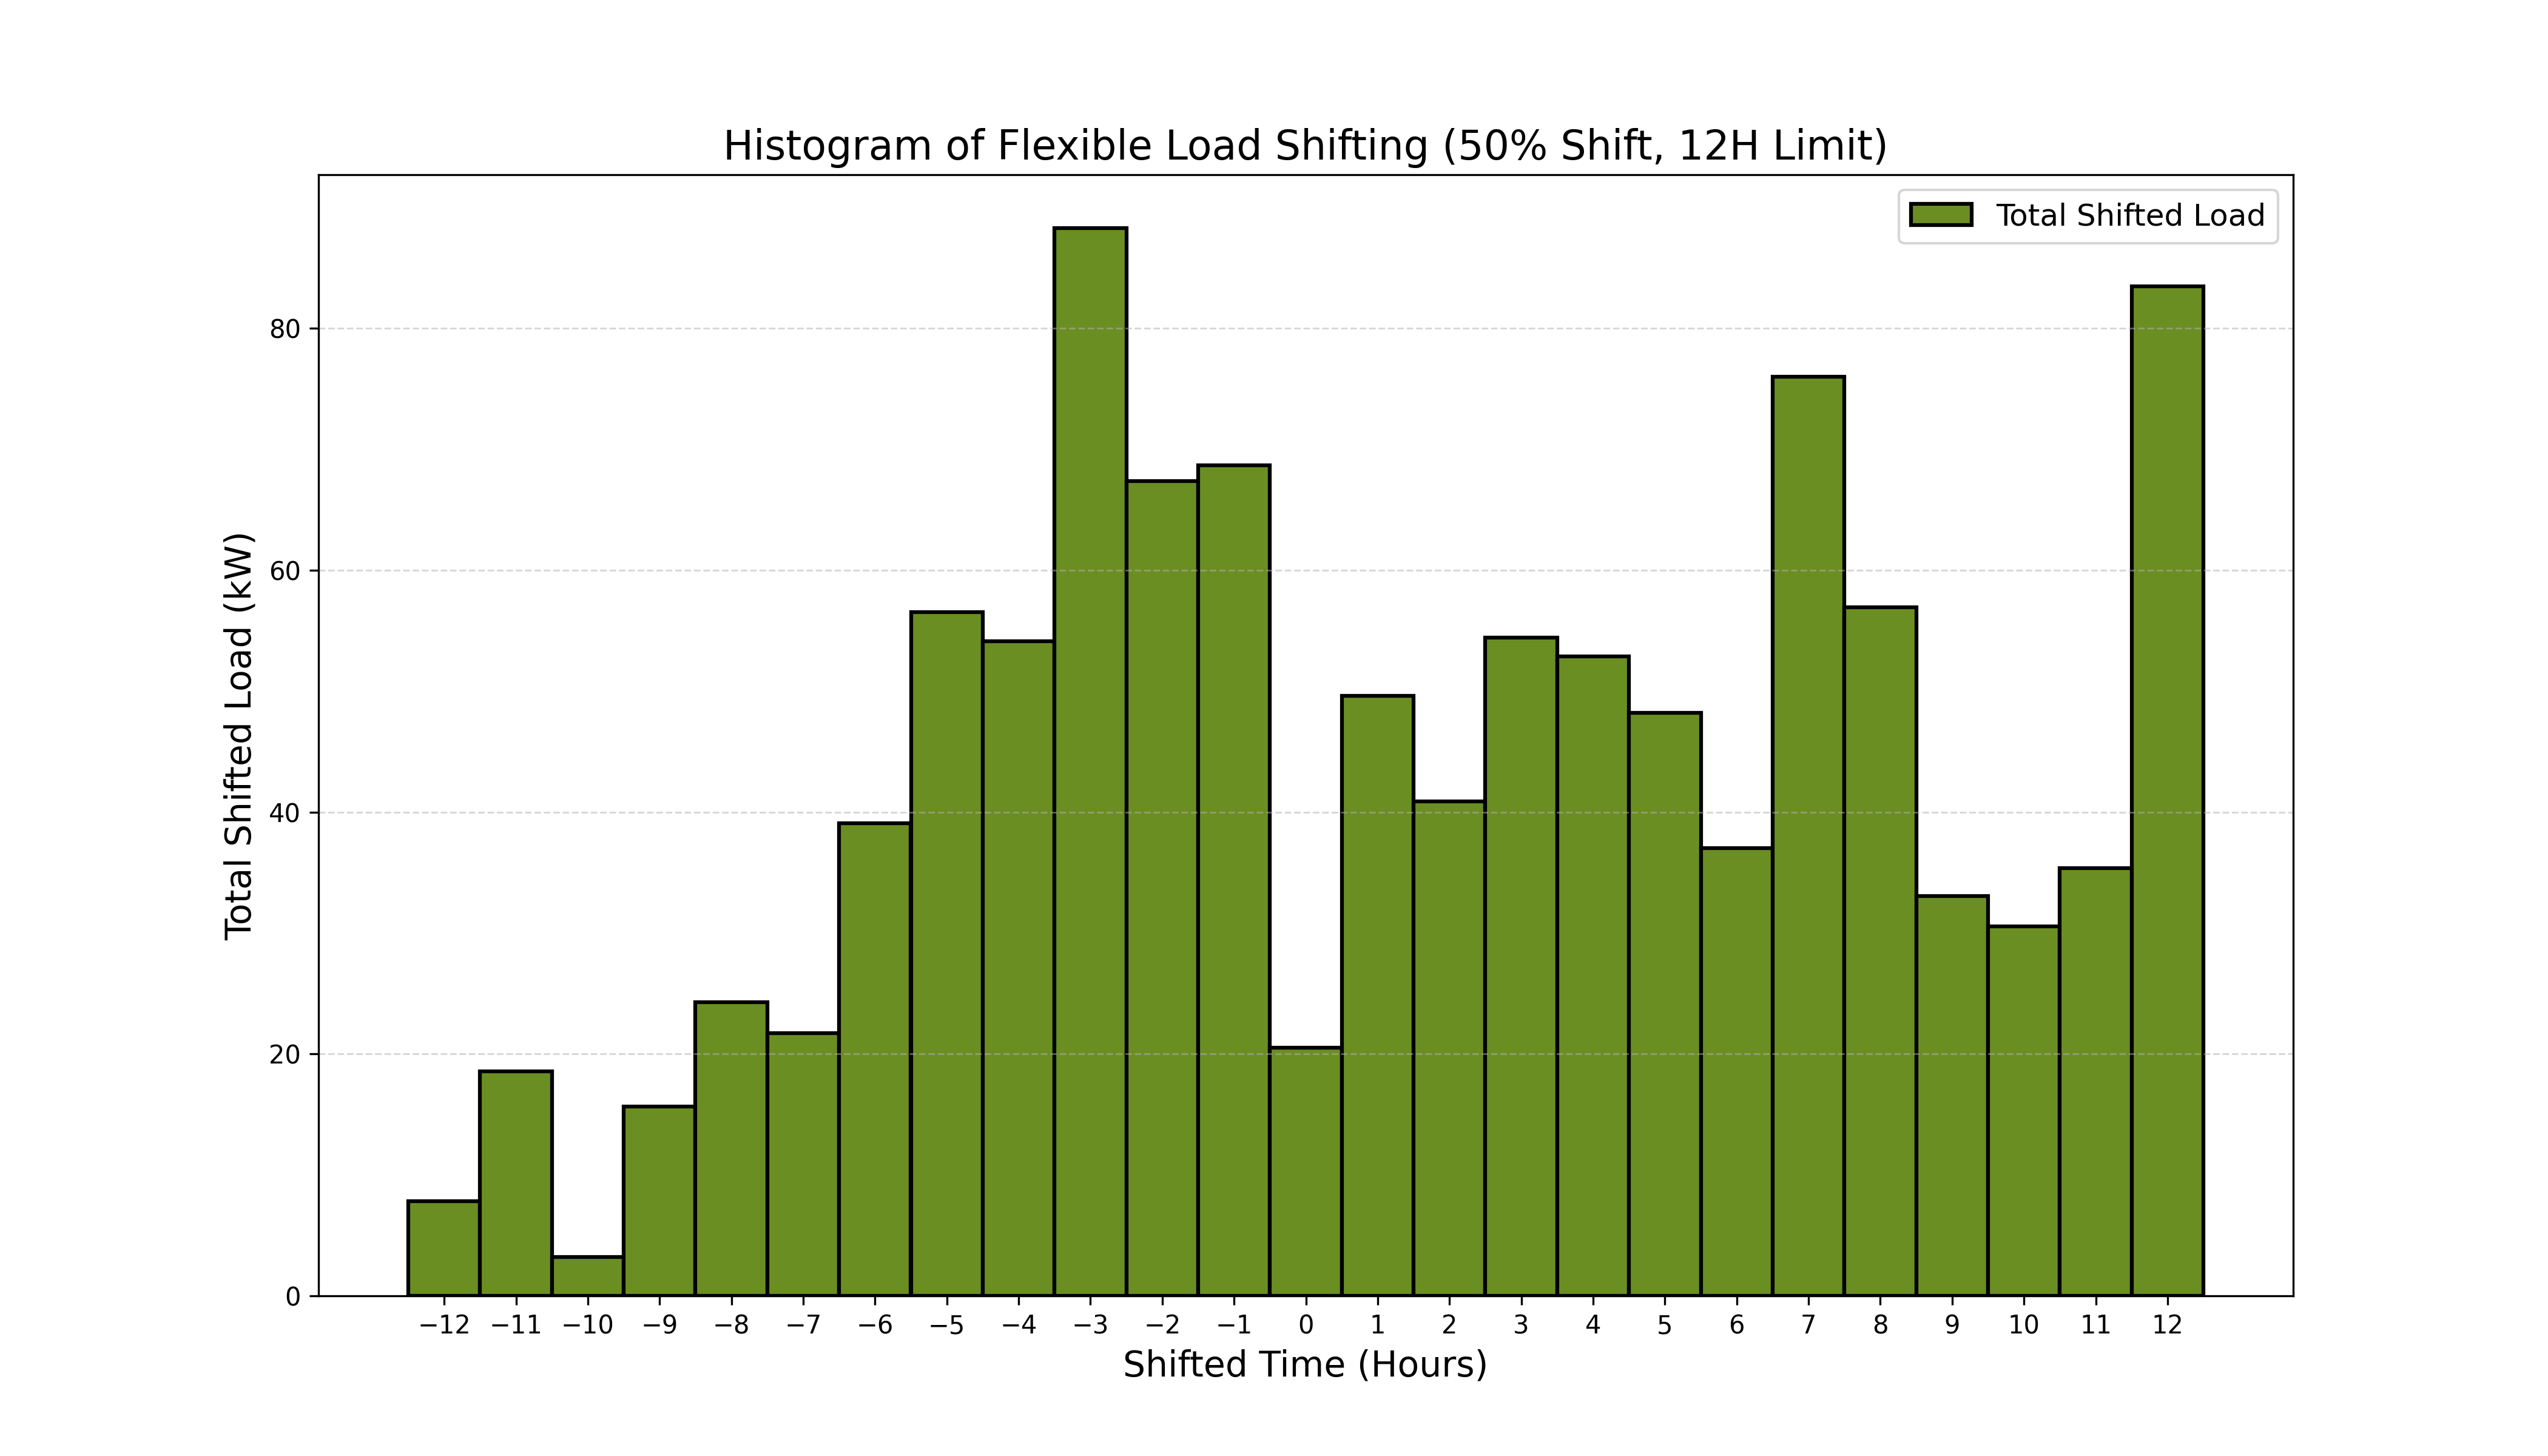 Histogram of Flexible Load Shifting (50% Shift, 12H Limit)
Total Shifted Load
Total Shifted Load (kW)
80
60
40
20
0
−12 −11 −10 −9 −8 −7 −6 −5 −4 −3 −2 −1 0 1 2 3 4 5 6 7 8 9 10 11 12
Shifted Time (Hours)